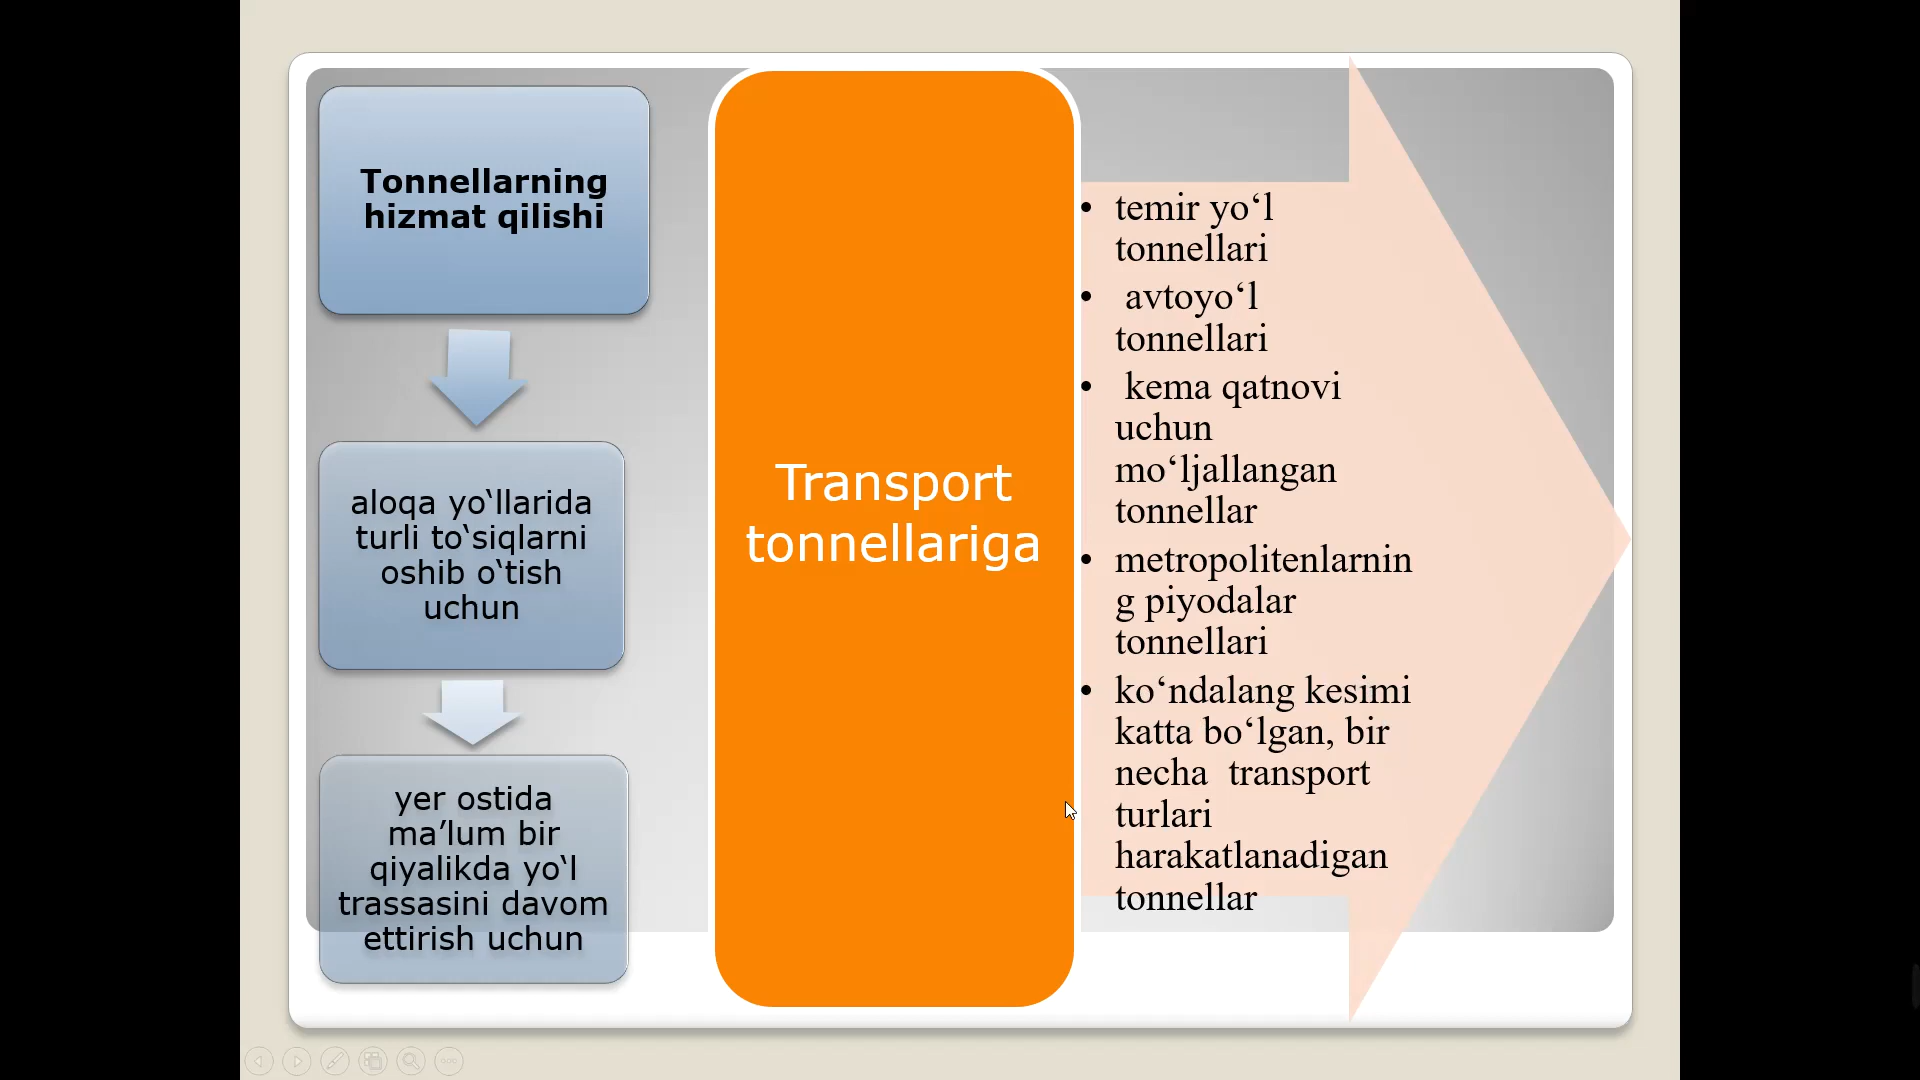 Tonnellarning
hizmat qilishi
aloqa yo‘llarida
turli to‘siqlarni
oshib o‘tish
uchun
yer ostida
ma’lum bir
qiyalikda yo‘l
trassasini davom
ettirish uchun
Transport
tonnellariga
• temir yo‘l
tonnellari
• avtoyo‘l
tonnellari
• kema qatnovi
uchun
mo‘ljallangan
tonnellar
• metropolitenlarnin
g piyodalar
tonnellari
• ko‘ndalang kesimi
katta bo‘lgan, bir
necha  transport
turlari
harakatlanadigan
tonnellar